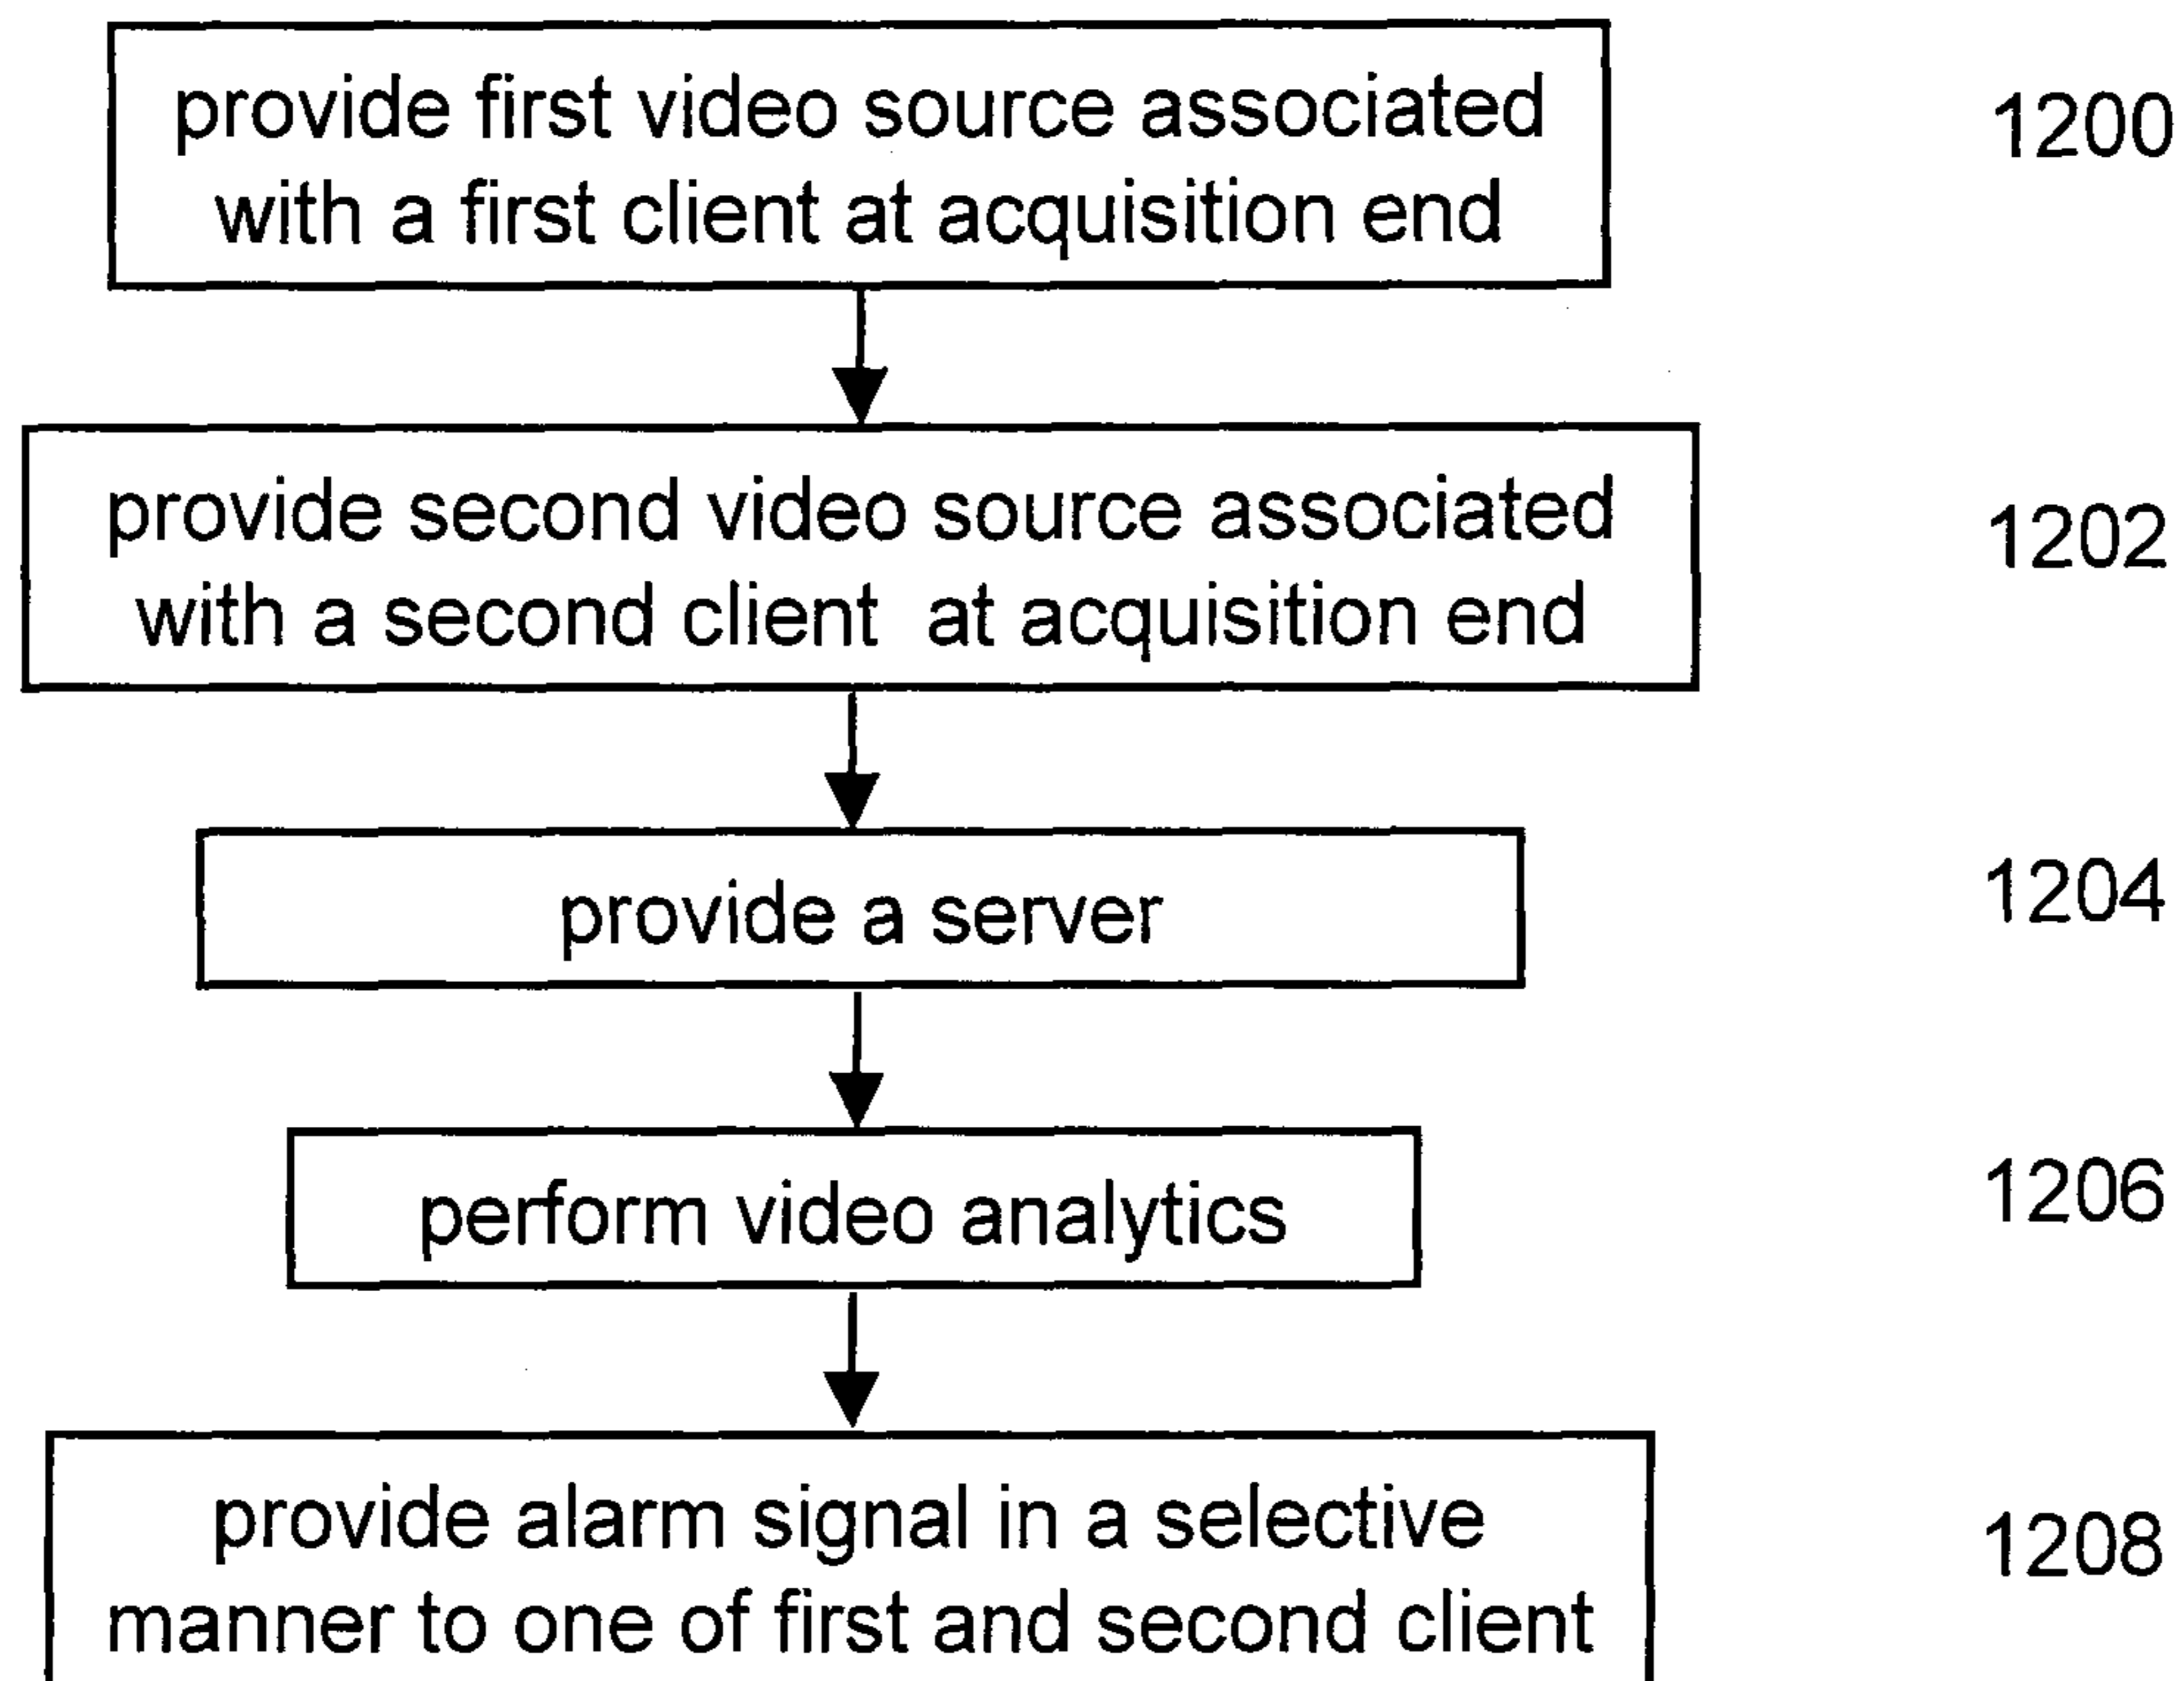 provide first video source associated
with a first client at acquisition end
1200
provide second video source associated
with a second client at acquisition end
1202
provide a server
1204
perform video analytics
1206
provide alarm signal in a selective
manner to one of first and second client
1208